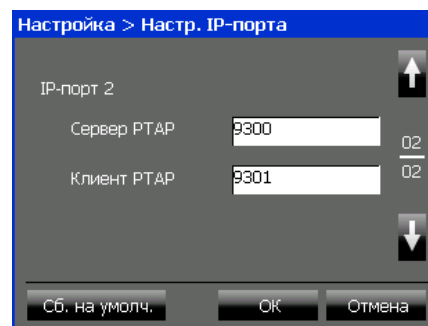 Настройка > Настр. IP-порта
IP-порт 2
Сервер PTAP 9300
Клиент PTAP 9301
02
02
Сб. на умолч. ОК Отмена